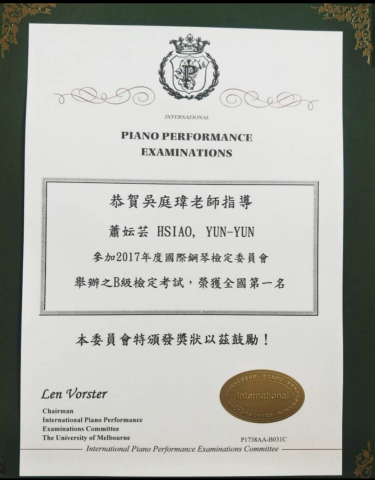 INTERNATIONAL
PIANO PERFORMANCE
EXAMINATIONS
恭賀吳庭瑋老師指導
蕭妘芸 HSIAO, YUN-YUN
參加2017年度國際鋼琴檢定委員會
舉辦之B級檢定考試，榮獲全國第一名
本委員會特頒發獎狀以茲鼓勵！
Len Vorster
Chairman
International Piano Performance
Examinations Committee
The University of Melbourne
International
P1738AA-B031C
International Piano Performance Examinations Committee